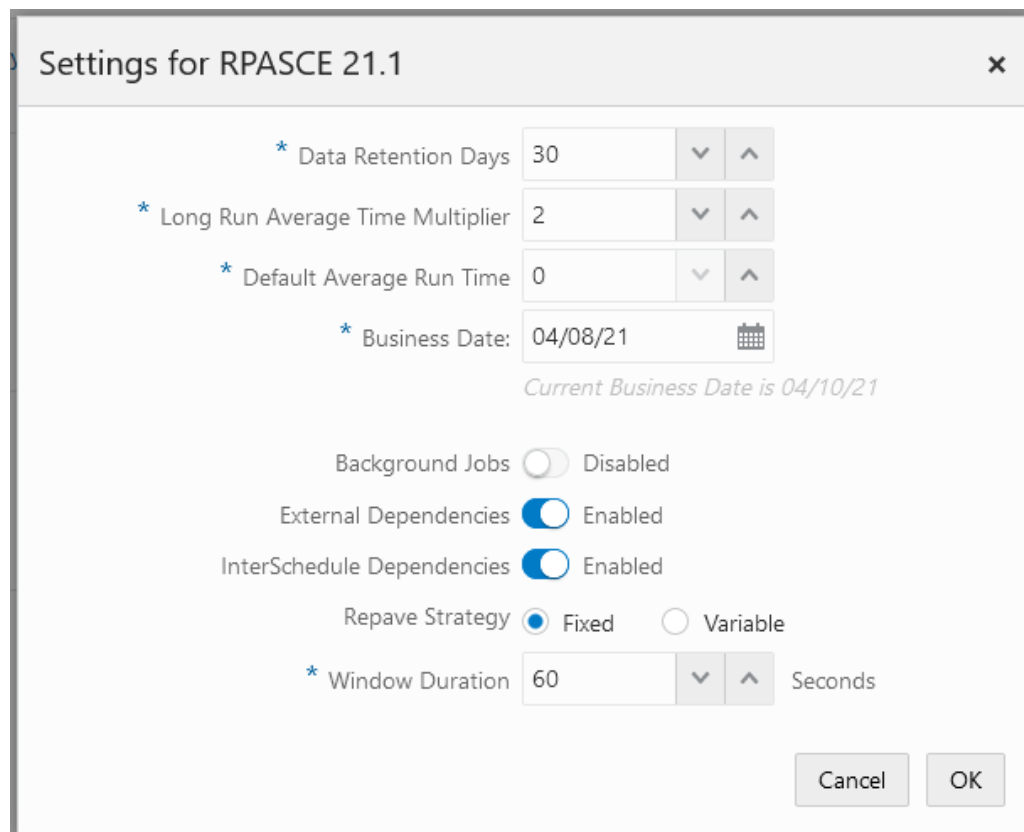 Settings for RPASCE 21.1 ×
* Data Retention Days 30
* Long Run Average Time Multiplier 2
* Default Average Run Time 0
* Business Date: 04/08/21
Current Business Date is 04/10/21
Background Jobs Disabled
External Dependencies Enabled
InterSchedule Dependencies Enabled
Repave Strategy Fixed Variable
* Window Duration 60 Seconds
Cancel OK